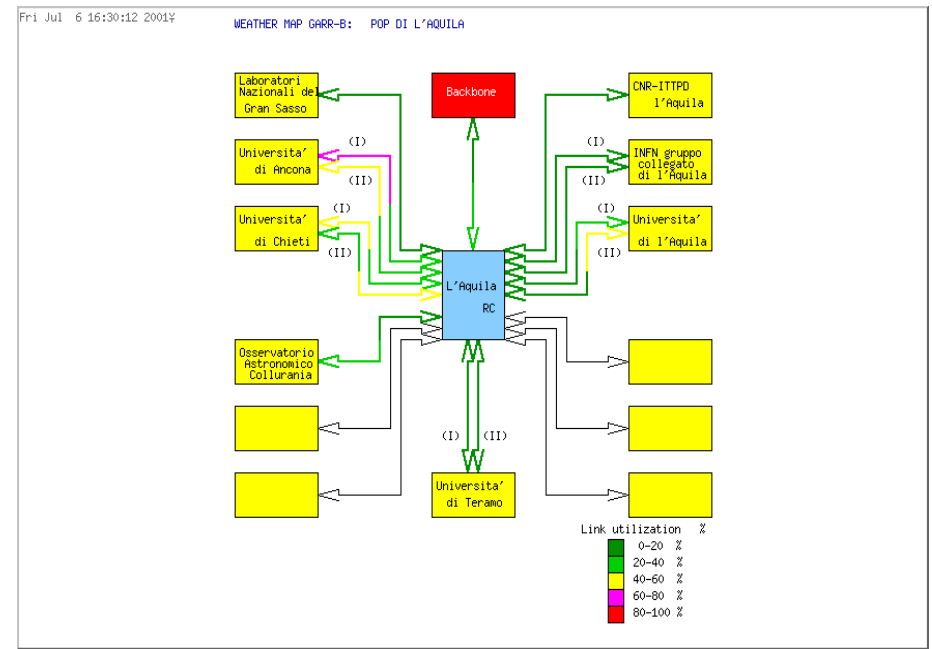 Fri Jul 6 16:30:12 2001¥
WEATHER MAP GARR-B: POP DI L'AQUILA
Laboratori
Nazionali del
Gran Sasso
Backbone
CNR-ITTPD
l'Aquila
Universita'
di Ancona
(I)
(II)
(I)
(II)
INFN gruppo
collegato
di l'Aquila
Universita'
di Chieti
(I)
(II)
(I)
(II)
Universita'
di l'Aquila
L'Aquila
RC
Osservatorio
Astronomico
Collurania
(I) (II)
Universita'
di Teramo
Link utilization %
0-20 %
20-40 %
40-60 %
60-80 %
80-100 %